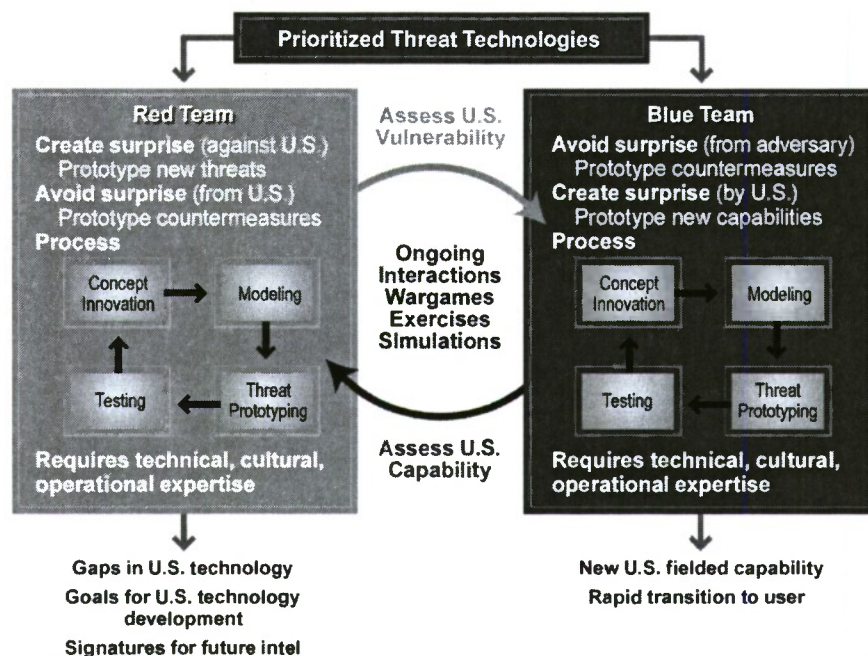 Prioritized Threat Technologies
Red Team
Create surprise (against U.S.)
Prototype new threats
Avoid surprise (from U.S.)
Prototype countermeasures
Process
Concept
Innovation
Modeling
Testing
Threat
Prototyping
Requires technical, cultural,
operational expertise
Assess U.S.
Vulnerability
Ongoing
Interactions
Wargames
Exercises
SImulations
Assess U.S.
Capability
Blue Team
Avoid surprise (from adversary)
Prototype countermeasures
Create surprise (by U.S.)
Prototype new capabilities
Process
Concept
Innovation
Modeling
Testing
Threat
Prototyping
Requires technical, cultural,
operational expertise
Gaps in U.S. technology
Goals for U.S. technology
development
Signatures for future intel
New U.S. fielded capability
Rapid transition to user